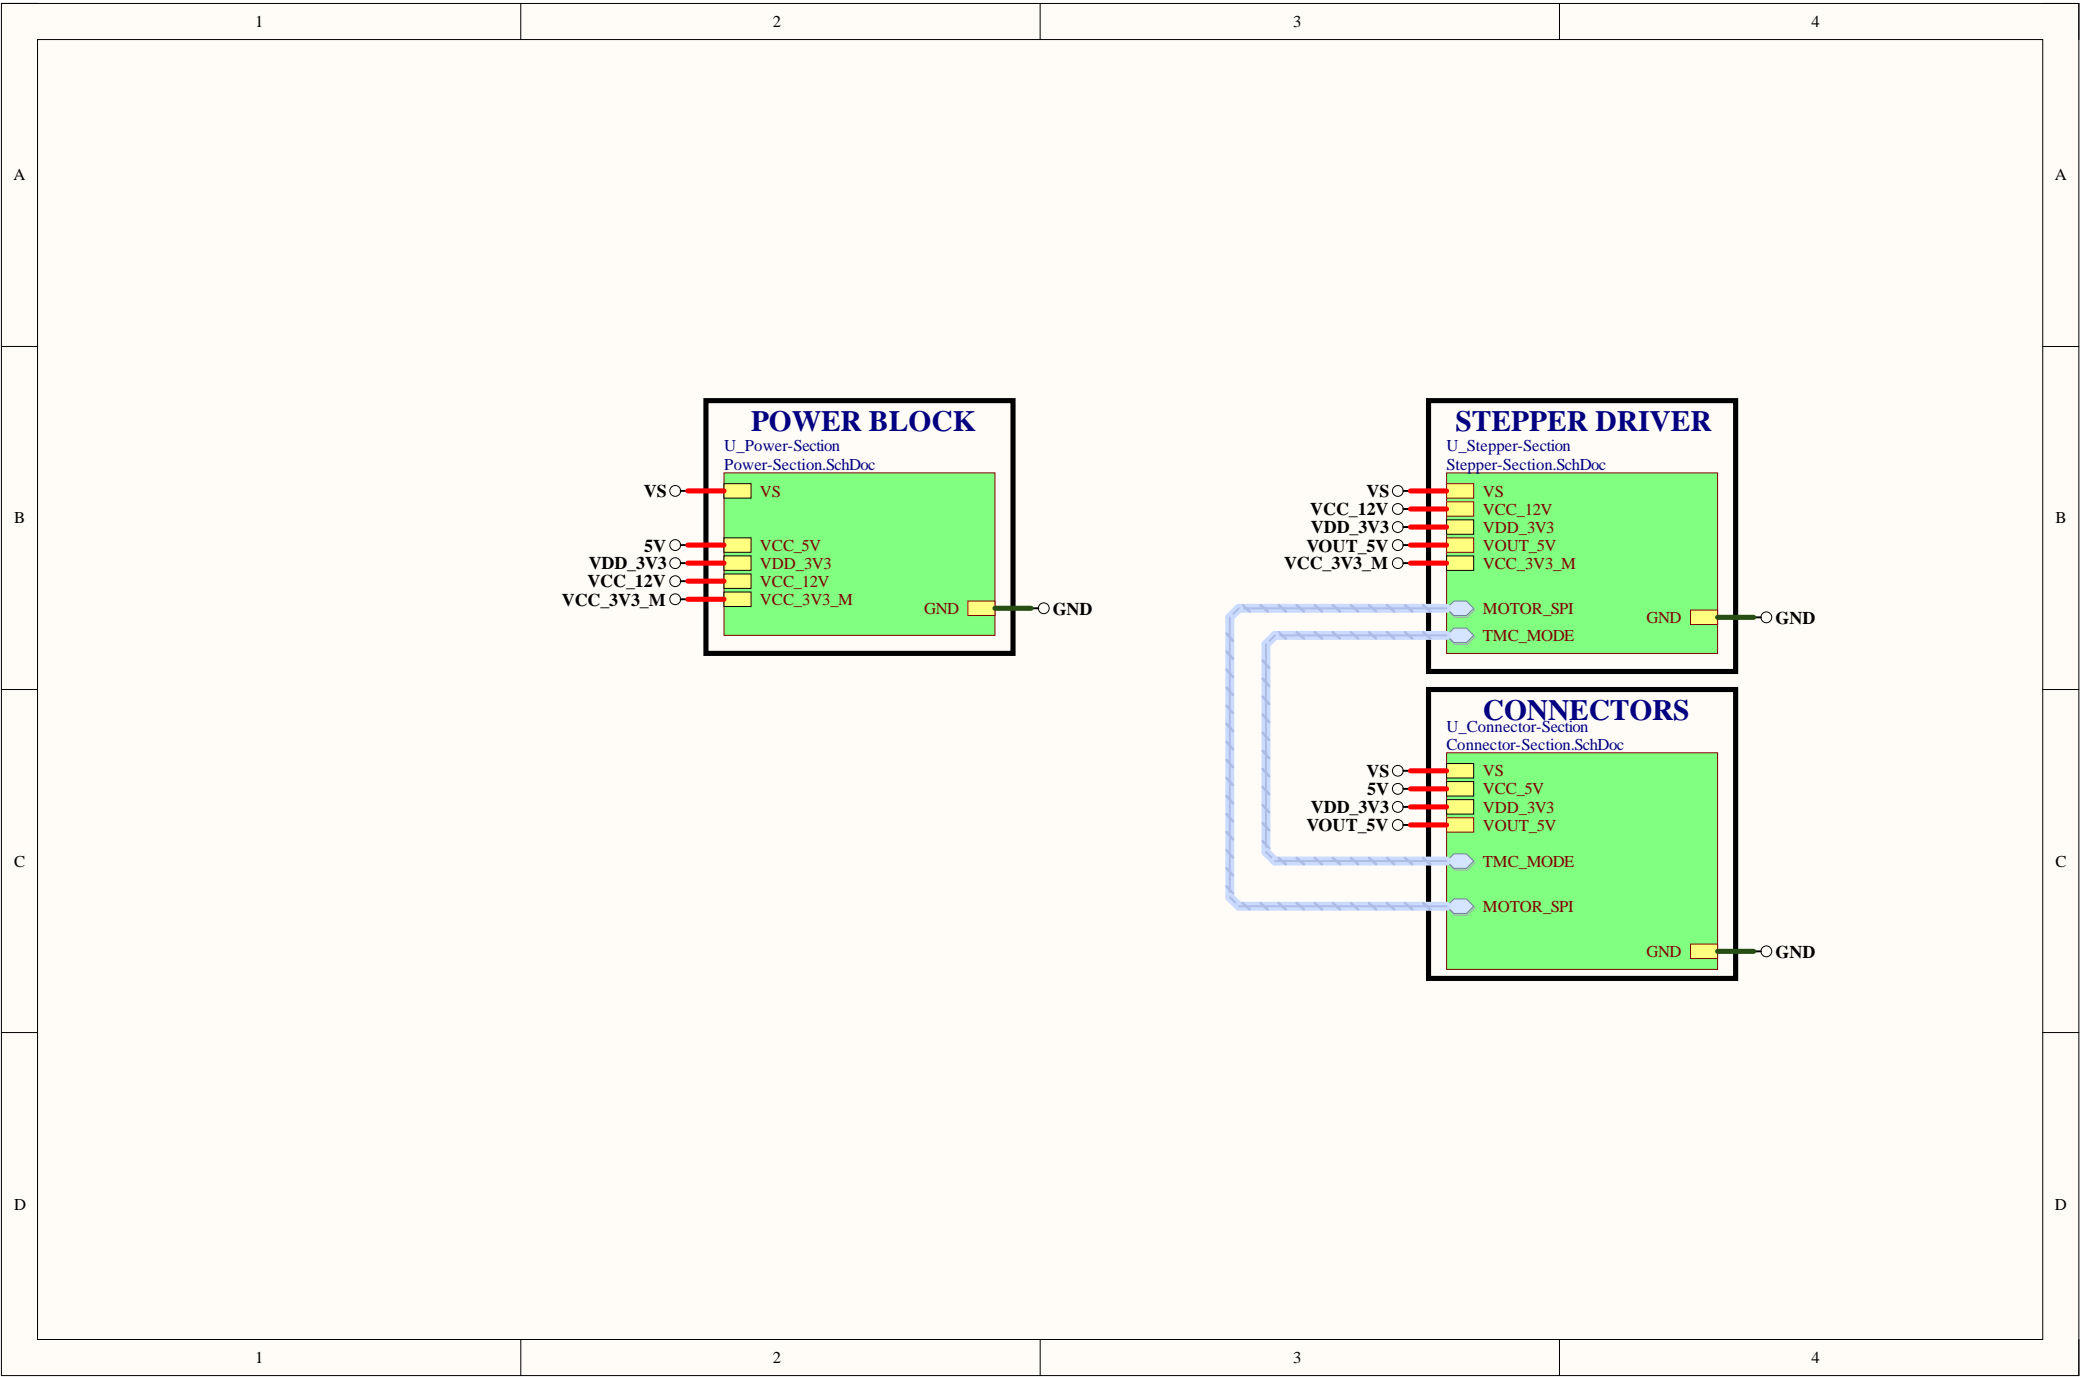 1 2 3 4
A A
POWER BLOCK
U_Power-Section
Power-Section.SchDoc
VS VS
5V VCC_5V
VDD_3V3 VDD_3V3
VCC_12V VCC_12V
VCC_3V3_M VCC_3V3_M
GND GND
STEPPER DRIVER
U_Stepper-Section
Stepper-Section.SchDoc
VS VS
VCC_12V VCC_12V
VDD_3V3 VDD_3V3
VOUT_5V VOUT_5V
VCC_3V3_M VCC_3V3_M
MOTOR_SPI
GND GND
TMC_MODE
B B
CONNECTORS
U_Connector-Section
Connector-Section.SchDoc
VS VS
5V VCC_5V
VDD_3V3 VDD_3V3
VOUT_5V VOUT_5V
TMC_MODE
MOTOR_SPI
GND GND
C C
D D
1 2 3 4